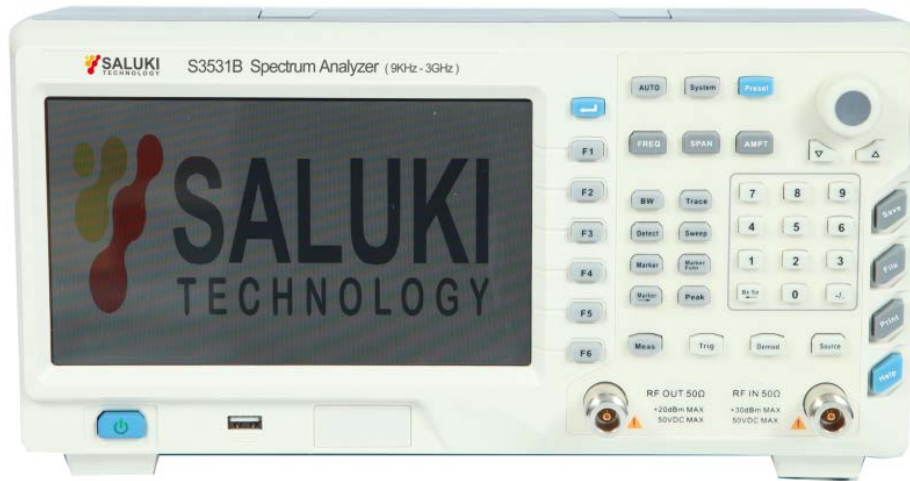 SALUKI
TECHNOLOGY
S3531B Spectrum Analyzer (9KHz-3GHz)
SALUKI
TECHNOLOGY
F1
F2
F3
F4
F5
F6
AUTO System Preset
FREQ SPAN AMPT
BW Trace
Detect Sweep
Marker Marker Func
Marker→ Peak
Meas Trig Demod Source
7 8 9
4 5 6
1 2 3
0 -/.
Save
File
Print
Help
RF OUT 50Ω RF IN 50Ω
+20dBm MAX +30dBm MAX
50VDC MAX 50VDC MAX